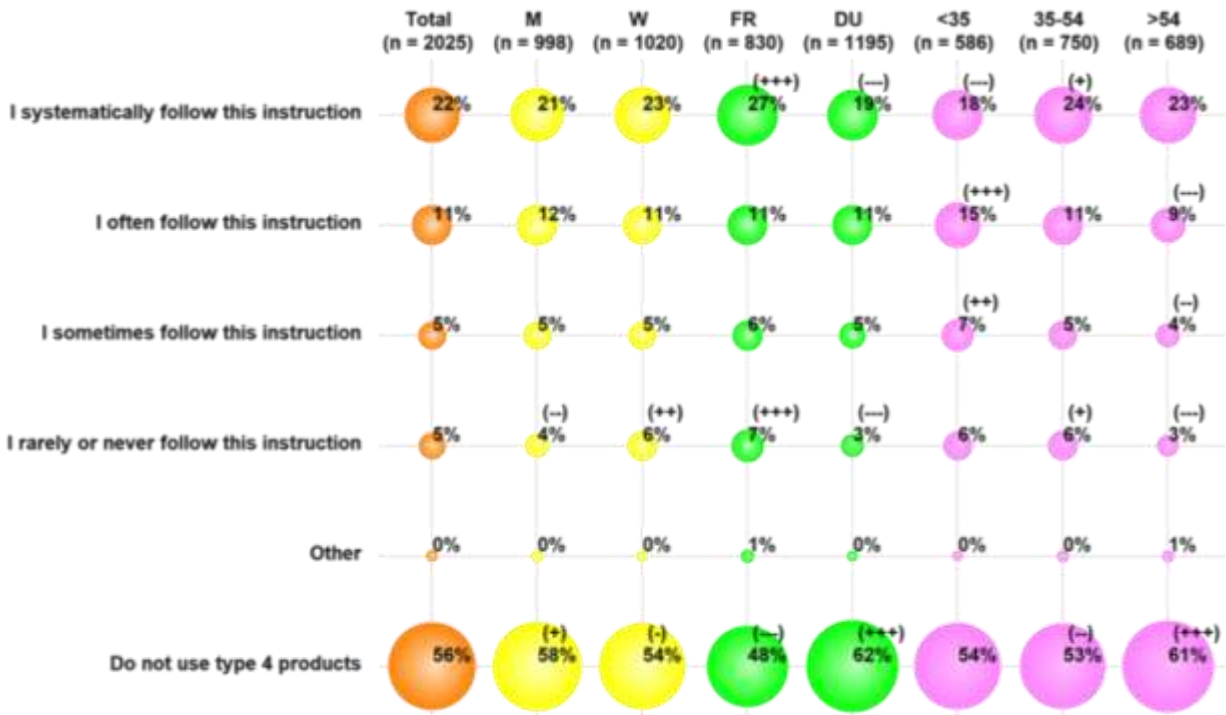 Total M W FR DU <35 35-54 >54
(n = 2025) (n = 998) (n = 1020) (n = 830) (n = 1195) (n = 586) (n = 750) (n = 689)
(+++) (---) (---) (+)
I systematically follow this instruction 22% 21% 23% 27% 19% 18% 24% 23%
(+++) (---)
I often follow this instruction 11% 12% 11% 11% 11% 15% 11% 9%
(++) (--)
I sometimes follow this instruction 5% 5% 5% 6% 5% 7% 5% 4%
(--) (++) (+++) (---) (+) (---)
I rarely or never follow this instruction 5% 4% 6% 7% 3% 6% 6% 3%
Other 0% 0% 0% 1% 0% 0% 0% 1%
(+) (-) (---) (+++) (--) (+++)
Do not use type 4 products 56% 58% 54% 48% 62% 54% 53% 61%